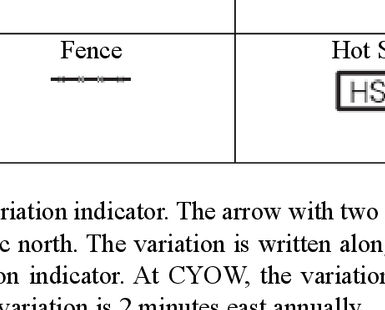 Fence
Hot S
HS
riation indicator. The arrow with two
c north. The variation is written alon
on indicator. At CYOW, the variation
variation is 2 minutes east annually.